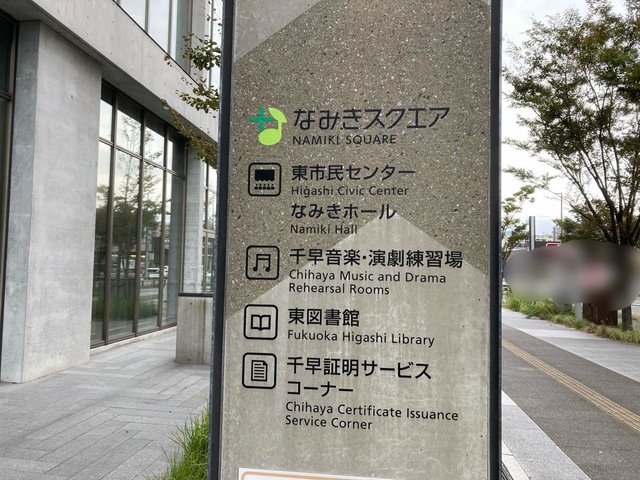 なみきスクエア
NAMIKI SQUARE
東市民センター
Higashi Civic Center
なみきホール
Namiki Hall
千早音楽・演劇練習場
Chihaya Music and Drama
Rehearsal Rooms
東図書館
Fukuoka Higashi Library
千早証明サービス
コーナー
Chihaya Certificate Issuance
Service Corner